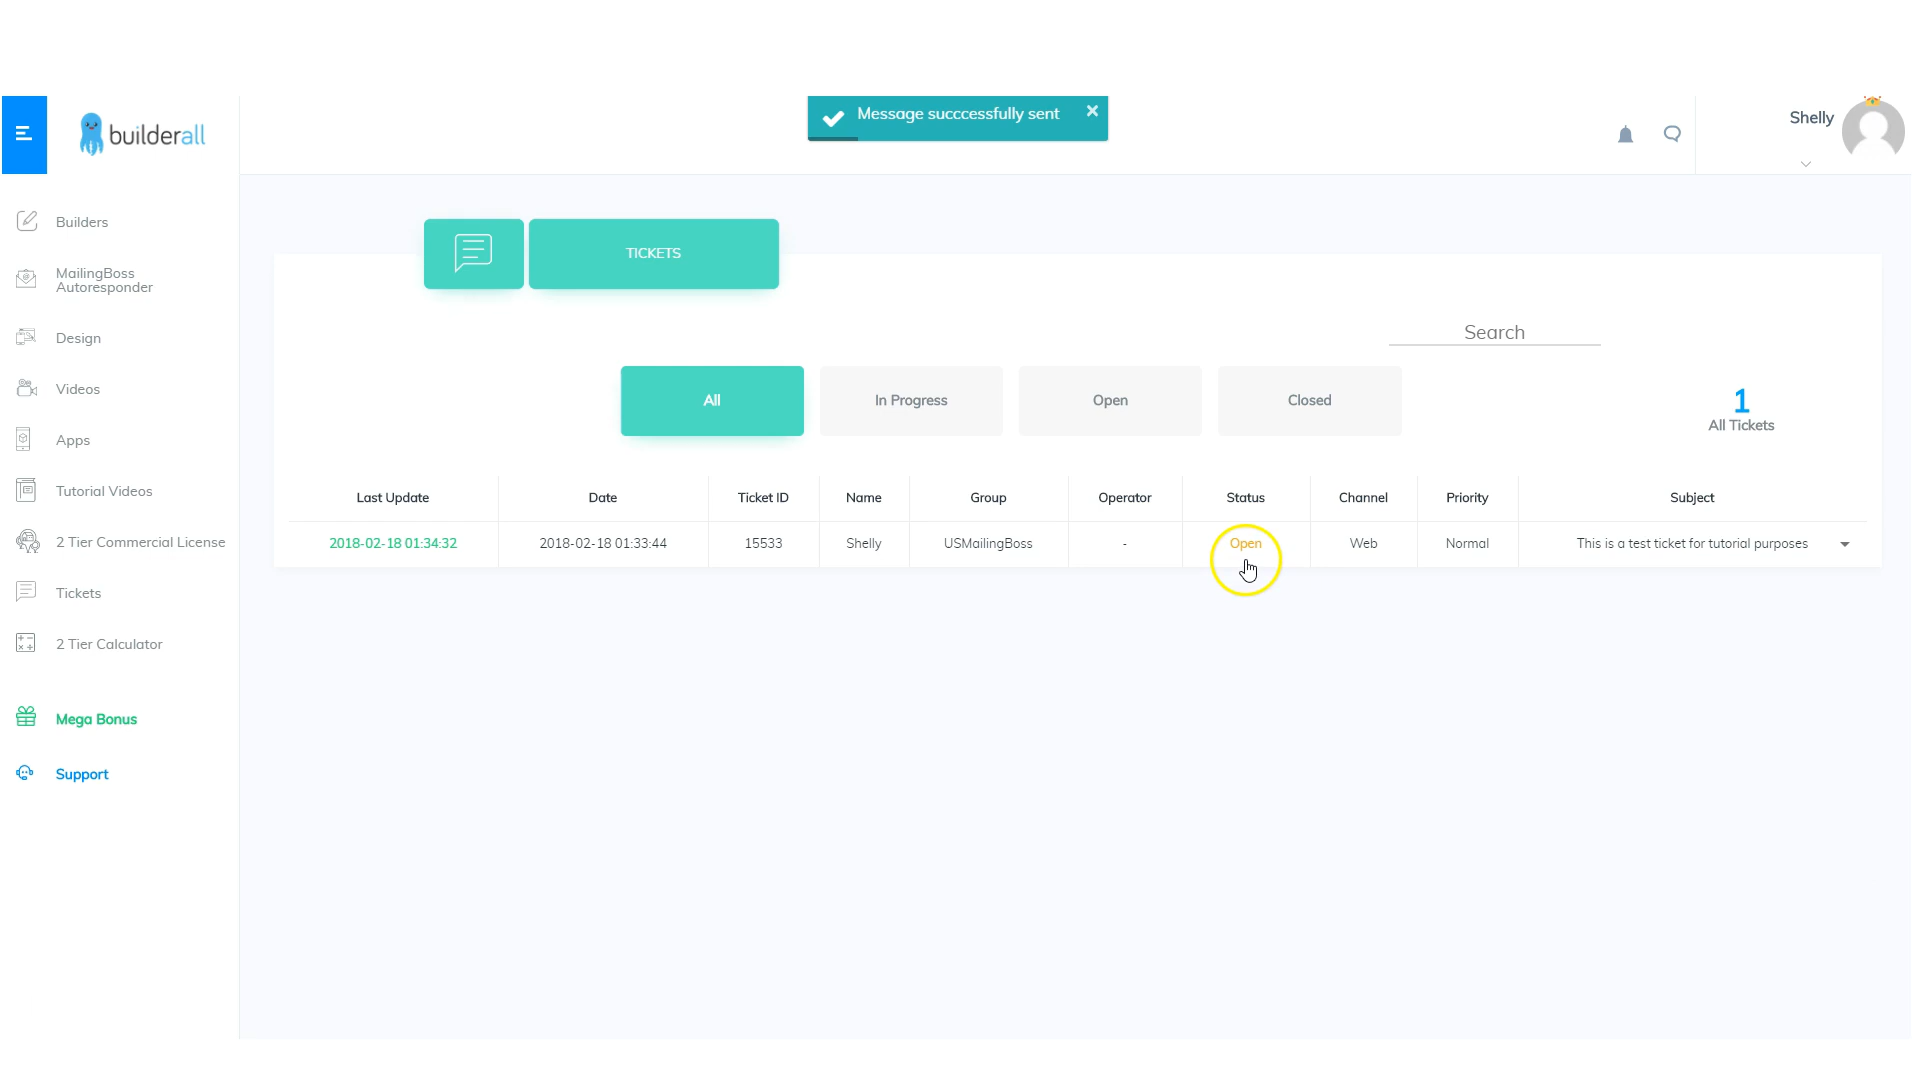 Message succcessfully sent
builderall
Shelly
Builders
MailingBoss
Autoresponder
Design
Videos
Apps
Tutorial Videos
2 Tier Commercial License
Tickets
2 Tier Calculator
Mega Bonus
Support
TICKETS
Search
All
In Progress
Open
Closed
1
All Tickets
Last Update Date Ticket ID Name Group Operator Status Channel Priority Subject
2018-02-18 01:34:32 2018-02-18 01:33:44 15533 Shelly USMailingBoss - Open Web Normal This is a test ticket for tutorial purposes